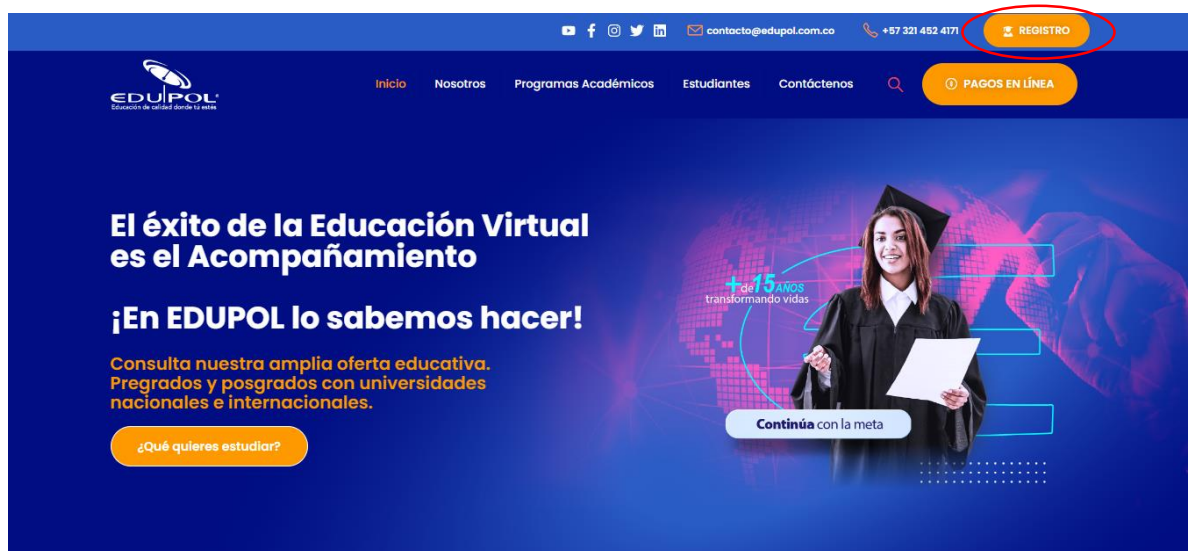 contacto@edupol.com.co
+57 321 452 4171
REGISTRO
EDUPOL
Educación de calidad donde tú estés
Inicio
Nosotros
Programas Académicos
Estudiantes
Contáctenos
PAGOS EN LÍNEA
El éxito de la Educación Virtual
es el Acompañamiento
¡En EDUPOL lo sabemos hacer!
Consulta nuestra amplia oferta educativa.
Pregrados y posgrados con universidades
nacionales e internacionales.
¿Qué quieres estudiar?
+de 15 AÑOS
transformando vidas
Continúa con la meta